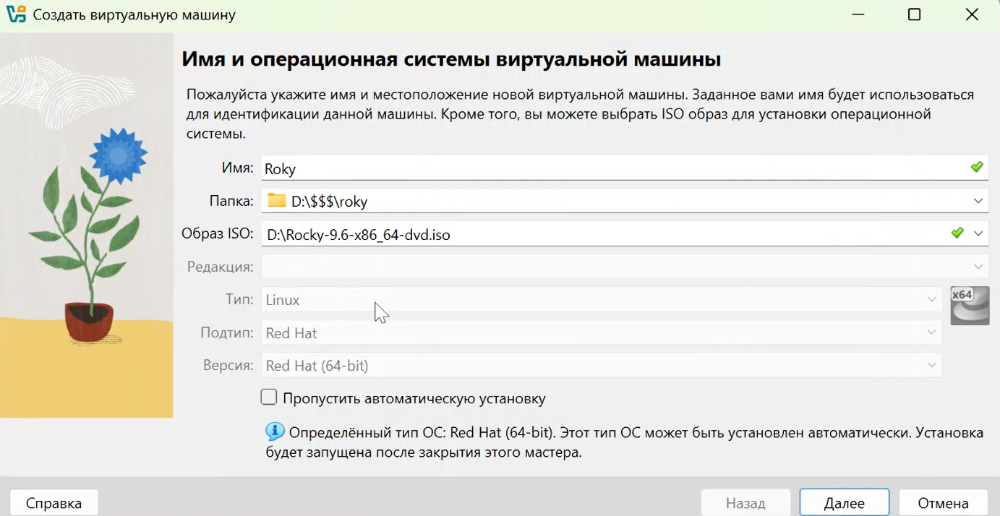 Создать виртуальную машину
Имя и операционная системы виртуальной машины
Пожалуйста укажите имя и местоположение новой виртуальной машины. Заданное вами имя будет использоваться
для идентификации данной машины. Кроме того, вы можете выбрать ISO образ для установки операционной
системы.
Имя: Roky
Папка: D:\$$$\roky
Образ ISO: D:\Rocky-9.6-x86_64-dvd.iso
Редакция:
Тип: Linux
x64
Подтип: Red Hat
Версия: Red Hat (64-bit)
Пропустить автоматическую установку
Определённый тип ОС: Red Hat (64-bit). Этот тип ОС может быть установлен автоматически. Установка
будет запущена после закрытия этого мастера.
Справка Назад Далее Отмена